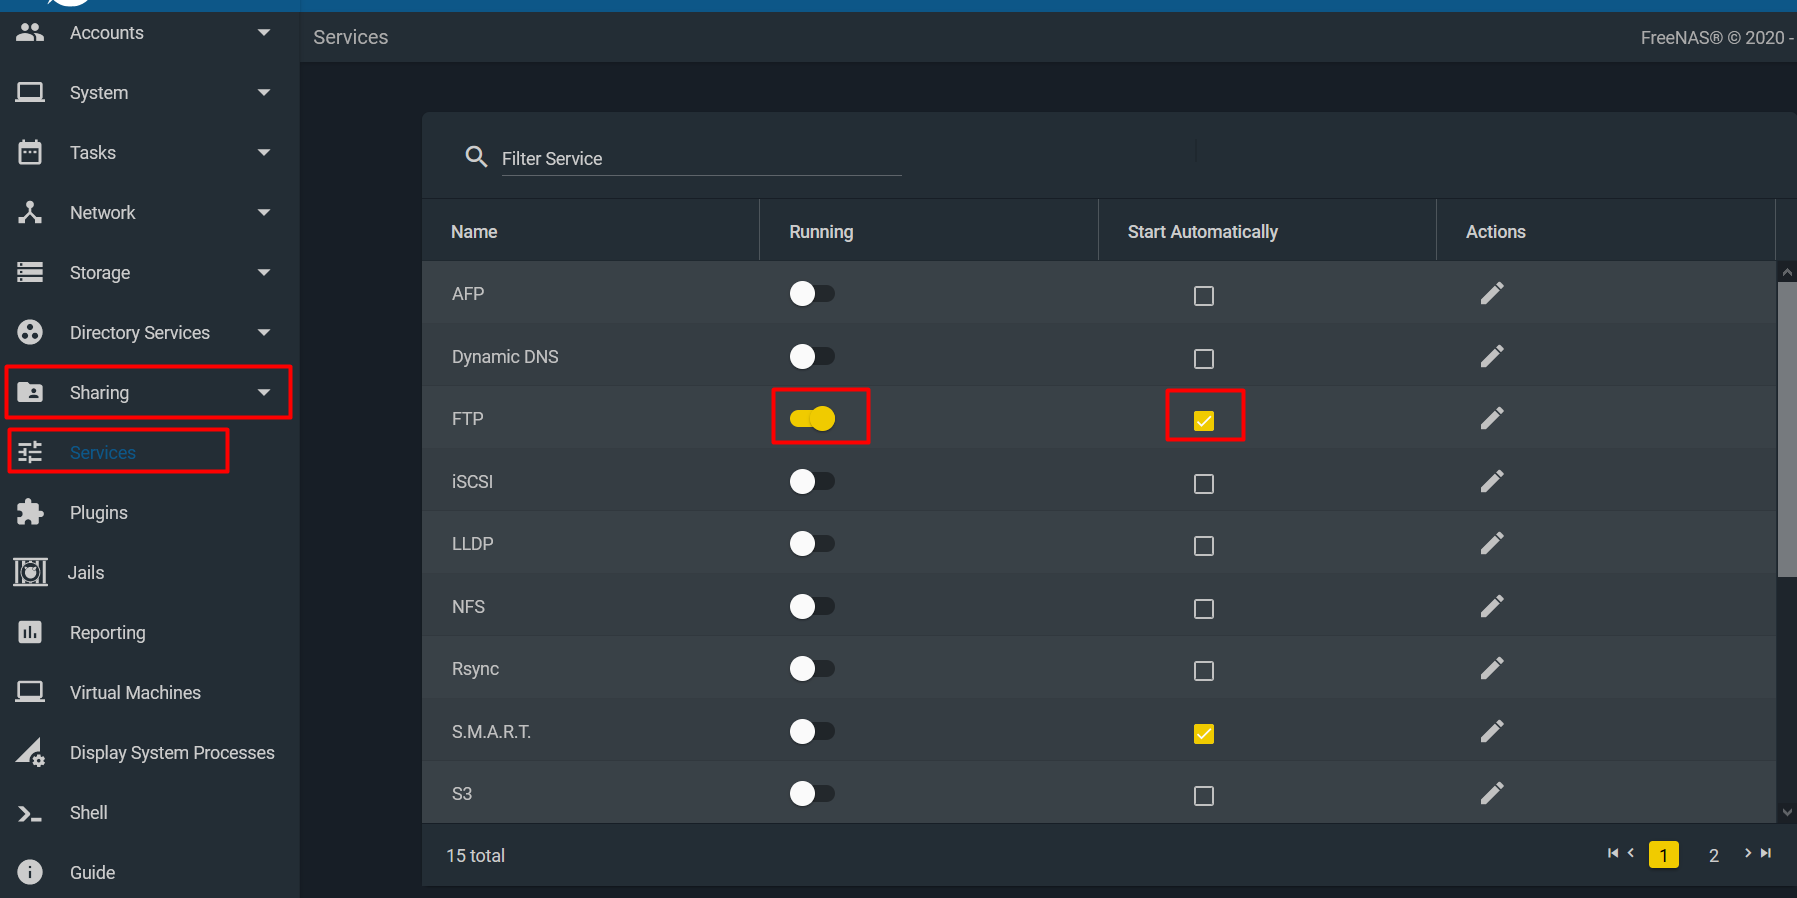 Accounts
System
Tasks
Network
Storage
Directory Services
Sharing
Services
Plugins
Jails
Reporting
Virtual Machines
Display System Processes
Shell
Guide
Services
FreeNAS® © 2020 -
Filter Service
Name Running Start Automatically Actions
AFP
Dynamic DNS
FTP
iSCSI
LLDP
NFS
Rsync
S.M.A.R.T.
S3
15 total
1 2